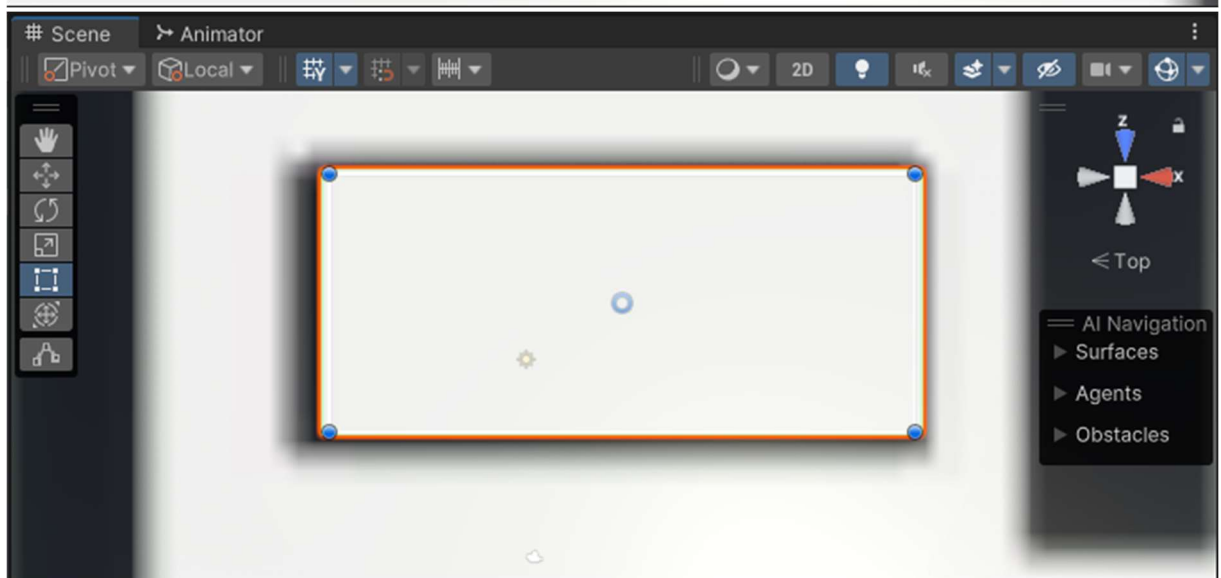 Scene Animator
Pivot Local 2D
z
x
< Top
AI Navigation
Surfaces
Agents
Obstacles